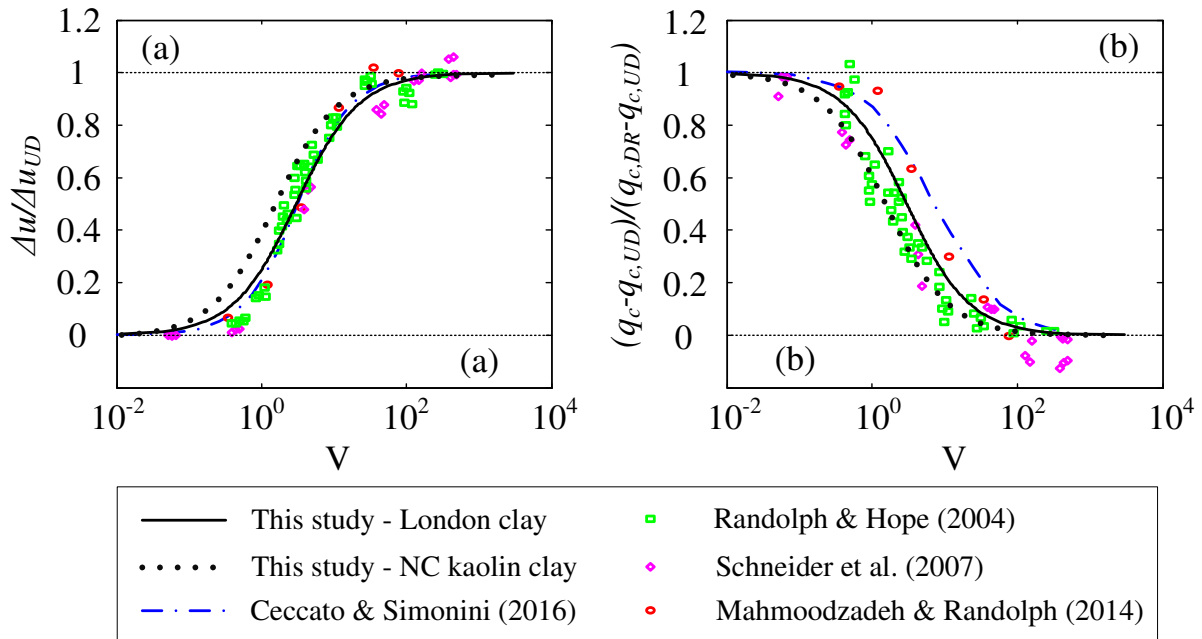 1.2
1
0.8
0.6
0.4
0.2
0
Δu/Δu_UD
(a)
(a)
10^-2 10^0 10^2 10^4
V
1.2
1
0.8
0.6
0.4
0.2
0
(q_c-q_c,UD)/(q_c,DR-q_c,UD)
(b)
(b)
10^-2 10^0 10^2 10^4
V
This study - London clay
This study - NC kaolin clay
Ceccato & Simonini (2016)
Randolph & Hope (2004)
Schneider et al. (2007)
Mahmoodzadeh & Randolph (2014)